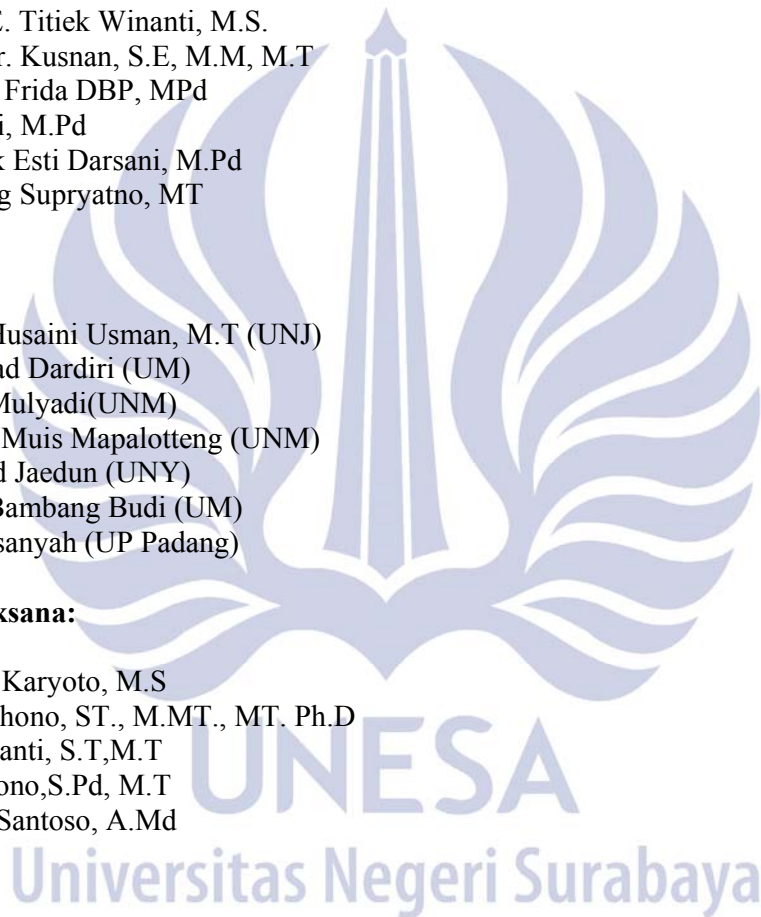 E. Titiek Winanti, M.S.
r. Kusnan, S.E, M.M, M.T
Frida DBP, MPd
i, M.Pd
k Esti Darsani, M.Pd
g Supryatno, MT
Husaini Usman, M.T (UNJ)
ad Dardiri (UM)
Mulyadi(UNM)
Muis Mapalotteng (UNM)
d Jaedun (UNY)
Bambang Budi (UM)
sanyah (UP Padang)
ksana:
Karyoto, M.S
hono, ST., M.MT., MT. Ph.D
anti, S.T,M.T
ono,S.Pd, M.T
Santoso, A.Md
UNESA
Universitas Negeri Surabaya